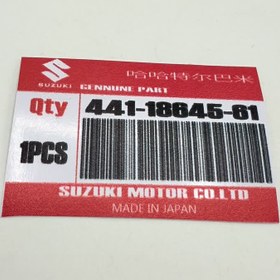 哈哈特尔巴米
SUZUKI GENNUNE PART
Qty 441-18645-61
1PCS
SUZUKI MOTOR CO.LTD
MADE IN JAPAN